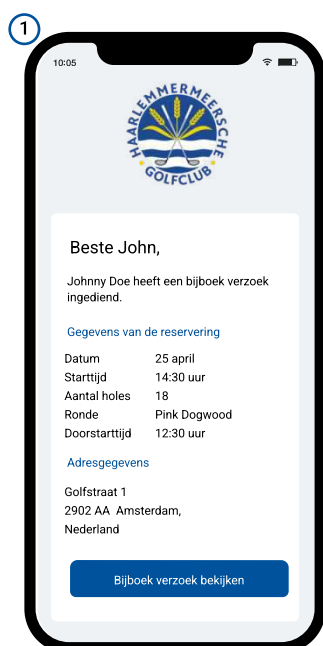 1
10:05
HAARLEMMERMEERSCHE
GOLFCLUB
Beste John,
Johnny Doe heeft een bijboek verzoek
ingediend.
Gegevens van de reservering
Datum 25 april
Starttijd 14:30 uur
Aantal holes 18
Ronde Pink Dogwood
Doorstarttijd 12:30 uur
Adresgegevens
Golfstraat 1
2902 AA Amsterdam,
Nederland
Bijboek verzoek bekijken